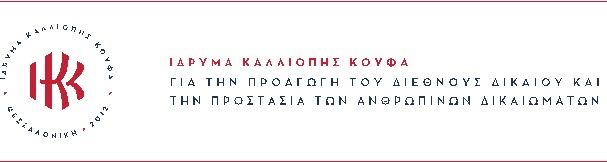 ΙΔΡΥΜΑ ΚΑΛΛΙΟΠΗΣ ΚΟΥΦΑ
ΘΕΣΣΑΛΟΝΙΚΗ • 2012
ΙΚΚ
ΙΔΡΥΜΑ ΚΑΛΛΙΟΠΗΣ ΚΟΥΦΑ
ΓΙΑ ΤΗΝ ΠΡΟΑΓΩΓΗ ΤΟΥ ΔΙΕΘΝΟΥΣ ΔΙΚΑΙΟΥ ΚΑΙ
ΤΗΝ ΠΡΟΣΤΑΣΙΑ ΤΩΝ ΑΝΘΡΩΠΙΝΩΝ ΔΙΚΑΙΩΜΑΤΩΝ